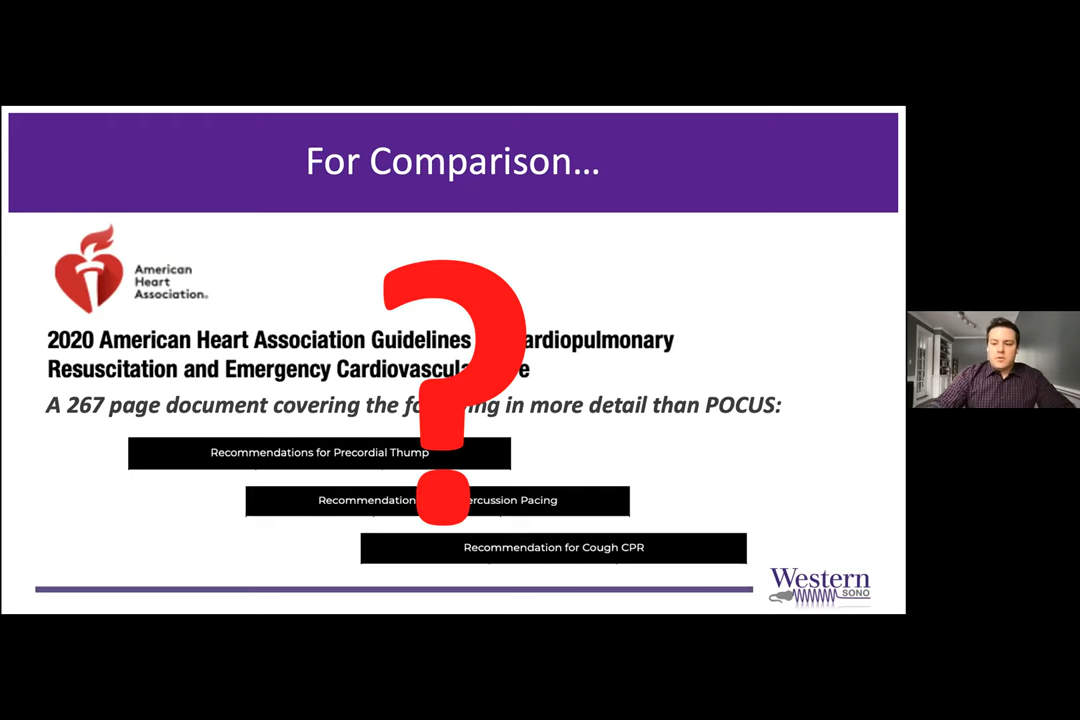 For Comparison...
American
Heart
Association®
2020 American Heart Association Guidelines ardiopulmonary
Resuscitation and Emergency Cardiovascula e
A 267 page document covering the fo ing in more detail than POCUS:
Recommendations for Precordial Thump
Recommendation ercussion Pacing
Recommendation for Cough CPR
?
Western
SONO